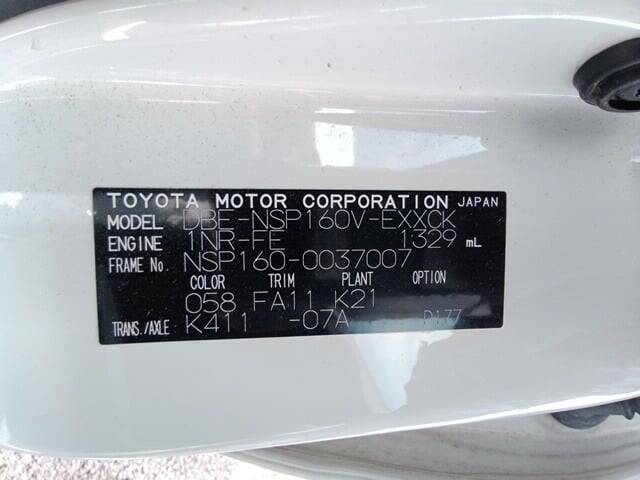 TOYOTA MOTOR CORPORATION JAPAN
MODEL DBE-NSP160V-EXXCK
ENGINE 1NR-FE 1329 mL
FRAME No. NSP160-0037007
COLOR TRIM PLANT OPTION
058 FA11 K21
TRANS./AXLE K411 -07A D177